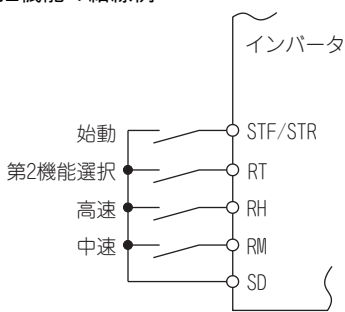 インバータ
始動 STF/STR
第2機能選択 RT
高速 RH
中速 RM
SD